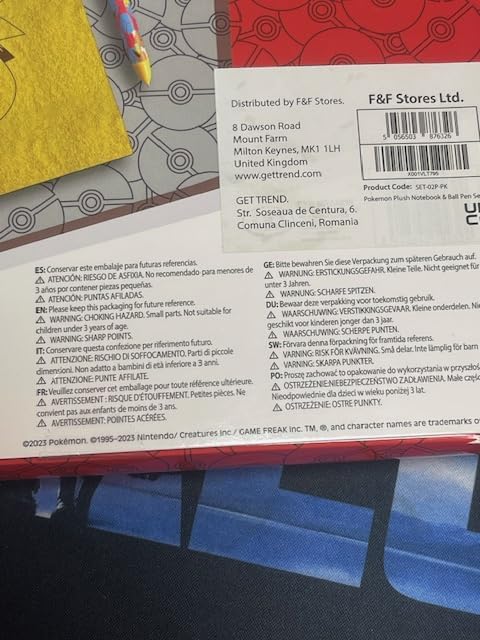 Distributed by F&F Stores.
8 Dawson Road
Mount Farm
Milton Keynes, MK1 1LH
United Kingdom
www.gettrend.com
GET TREND.
Str. Soseaua de Centura, 6.
Comuna Clinceni, Romania
F&F Stores Ltd.
5 056503 876326
X001VLT795
Product Code: SET-02P-PK
Pokemon Plush Notebook & Ball Pen Se
UK
ES: Conservar este embalaje para futuras referencias.
⚠ ATENCIÓN: RIESGO DE ASFIXIA. No recomendado para menores de
3 años por contener piezas pequeñas.
⚠ ATENCIÓN: PUNTAS AFILADAS.
EN: Please keep this packaging for future reference.
⚠ WARNING: CHOKING HAZARD. Small parts. Not suitable for
children under 3 years of age.
⚠ WARNING: SHARP POINTS.
IT: Conservare questa confezione per riferimento futuro.
⚠ ATTENZIONE: RISCHIO DI SOFFOCAMENTO. Parti di piccole
dimensioni. Non adatto a bambini di età inferiore a 3 anni.
⚠ ATTENZIONE: PUNTE AFFILATE.
FR: Veuillez conserver cet emballage pour toute référence ultérieure.
⚠ AVERTISSEMENT : RISQUE D'ÉTOUFFEMENT. Petites pièces. Ne
convient pas aux enfants de moins de 3 ans.
⚠ AVERTISSEMENT: POINTES ACÉRÉES.
GE: Bitte bewahren Sie diese Verpackung zum späteren Gebrauch auf.
⚠ WARNUNG: ERSTICKUNGSGEFAHR. Kleine Teile. Nicht geeignet für
unter 3 Jahren.
⚠ WARNUNG: SCHARFE SPITZEN.
DU: Bewaar deze verpakking voor toekomstig gebruik.
⚠ WAARSCHUWING: VERSTIKKINGSGEVAAR. Kleine onderdelen. Nie
geschikt voor kinderen jonger dan 3 jaar.
⚠ WAARSCHUWING: SCHERPE PUNTEN.
SW: Förvara denna förpackning för framtida referens.
⚠ VARNING: RISK FÖR KVÄVNING. Små delar. Inte lämplig för barn
⚠ VARNING: SKARPA PUNKTER.
PO: Proszę zachować to opakowanie do wykorzystania w przyszłoś
⚠ OSTRZEŻENIENIEBEZPIECZEŃSTWO ZADŁAWIENIA. Małe częś
Nieodpowiednie dla dzieci w wieku poniżej 3 lat.
⚠ OSTRZEŻENIE: OSTRE PUNKTY.
©2023 Pokémon. ©1995-2023 Nintendo/ Creatures Inc / GAME FREAK inc. TM, ®, and character names are trademarks o